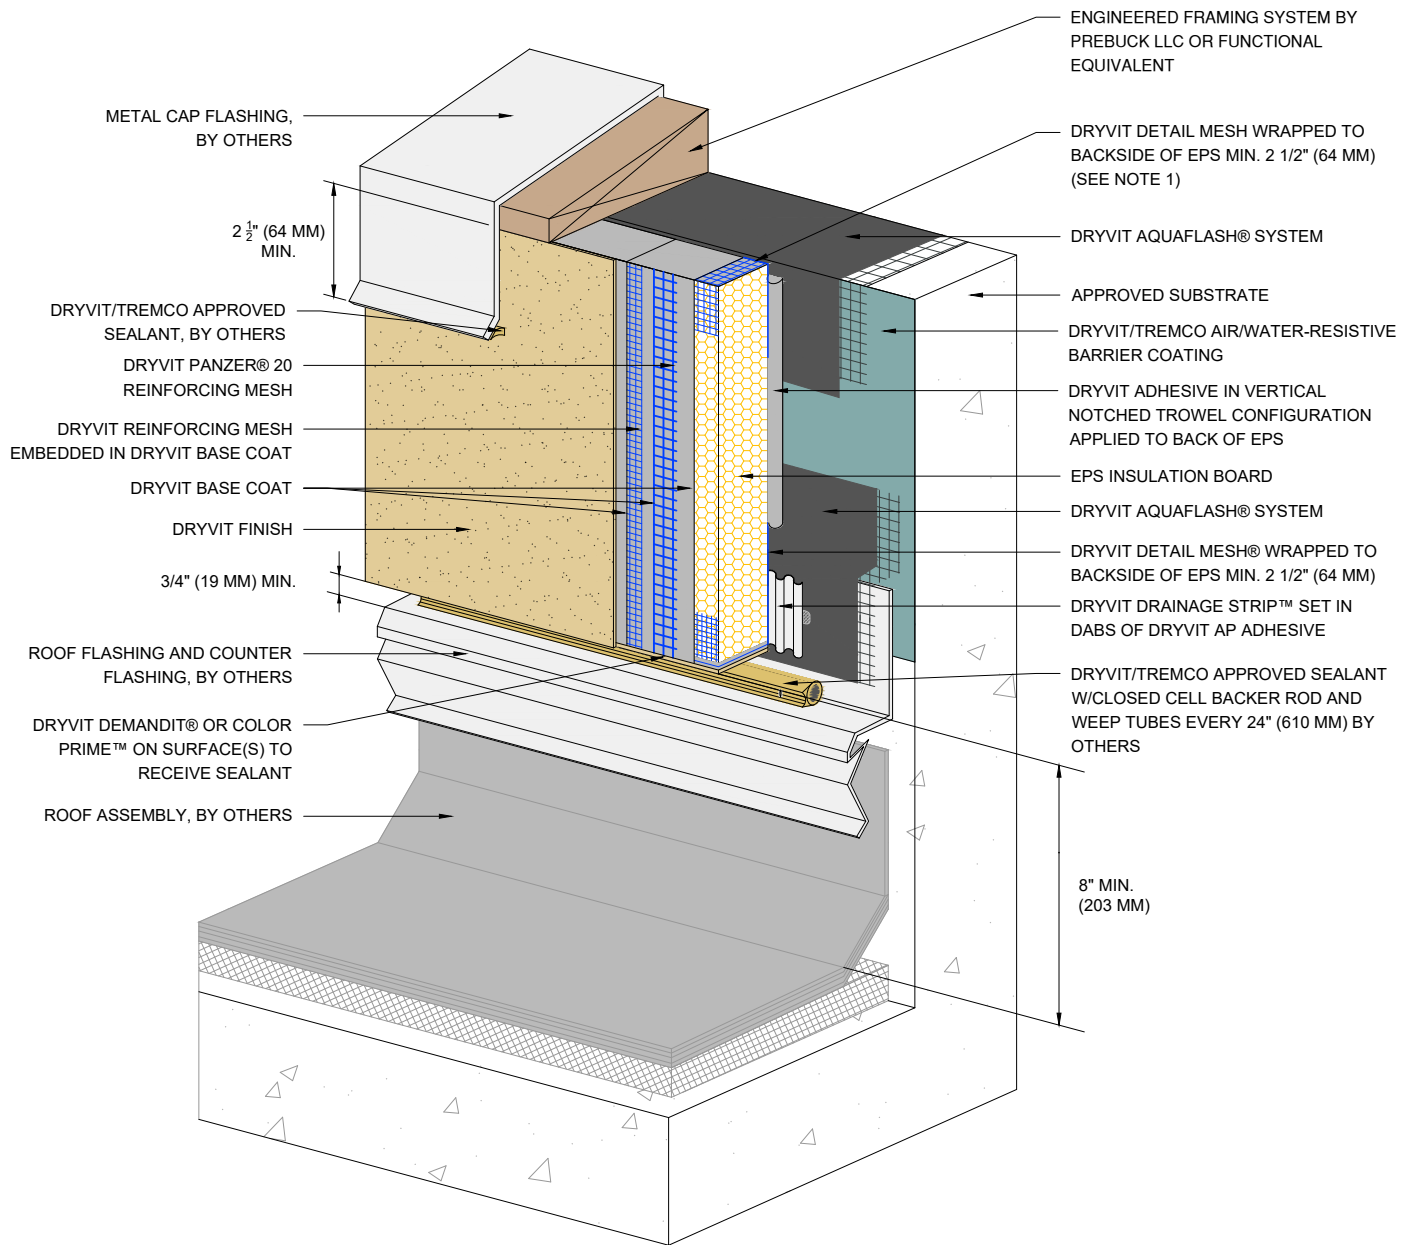 METAL CAP FLASHING,
BY OTHERS
2 1/2" (64 MM)
MIN.
DRYVIT/TREMCO APPROVED
SEALANT, BY OTHERS
DRYVIT PANZER® 20
REINFORCING MESH
DRYVIT REINFORCING MESH
EMBEDDED IN DRYVIT BASE COAT
DRYVIT BASE COAT
DRYVIT FINISH
3/4" (19 MM) MIN.
ROOF FLASHING AND COUNTER
FLASHING, BY OTHERS
DRYVIT DEMANDIT® OR COLOR
PRIME™ ON SURFACE(S) TO
RECEIVE SEALANT
ROOF ASSEMBLY, BY OTHERS
ENGINEERED FRAMING SYSTEM BY
PREBUCK LLC OR FUNCTIONAL
EQUIVALENT
DRYVIT DETAIL MESH WRAPPED TO
BACKSIDE OF EPS MIN. 2 1/2" (64 MM)
(SEE NOTE 1)
DRYVIT AQUAFLASH® SYSTEM
APPROVED SUBSTRATE
DRYVIT/TREMCO AIR/WATER-RESISTIVE
BARRIER COATING
DRYVIT ADHESIVE IN VERTICAL
NOTCHED TROWEL CONFIGURATION
APPLIED TO BACK OF EPS
EPS INSULATION BOARD
DRYVIT AQUAFLASH® SYSTEM
DRYVIT DETAIL MESH® WRAPPED TO
BACKSIDE OF EPS MIN. 2 1/2" (64 MM)
DRYVIT DRAINAGE STRIP™ SET IN
DABS OF DRYVIT AP ADHESIVE
DRYVIT/TREMCO APPROVED SEALANT
W/CLOSED CELL BACKER ROD AND
WEEP TUBES EVERY 24" (610 MM) BY
OTHERS
8" MIN.
(203 MM)